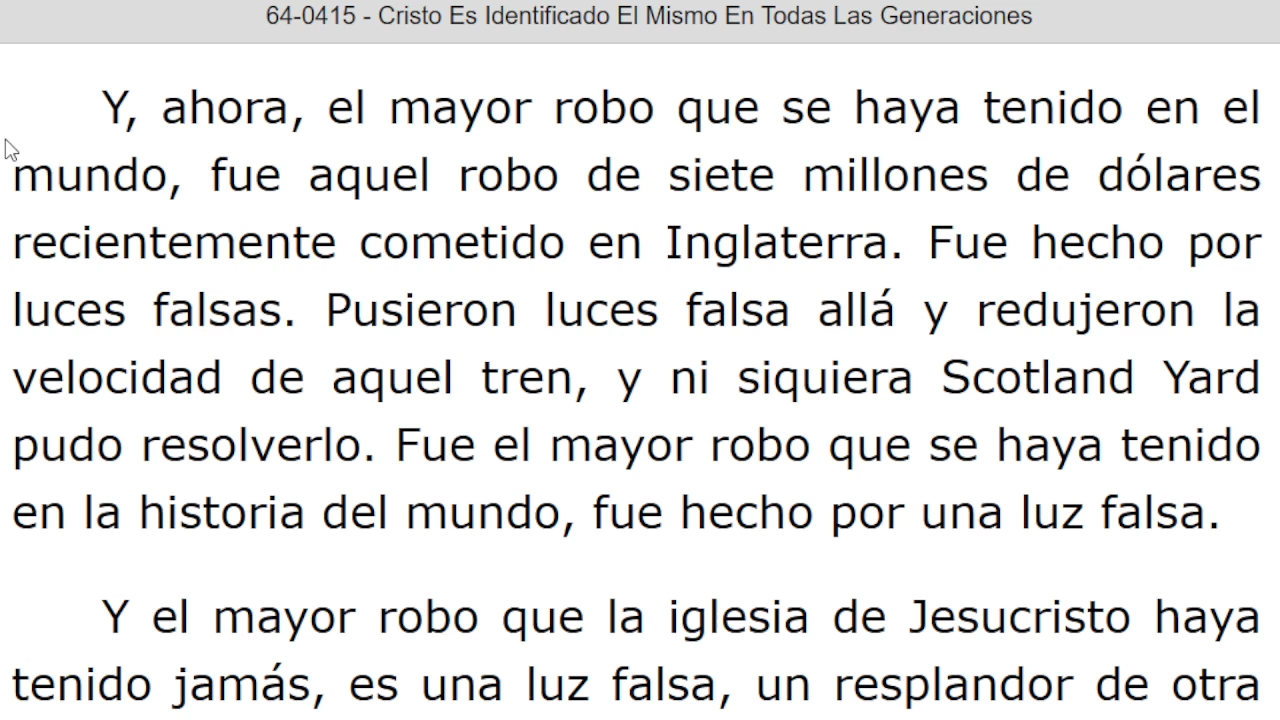 64-0415 - Cristo Es Identificado El Mismo En Todas Las Generaciones
Y, ahora, el mayor robo que se haya tenido en el
mundo, fue aquel robo de siete millones de dólares
recientemente cometido en Inglaterra. Fue hecho por
luces falsas. Pusieron luces falsa allá y redujeron la
velocidad de aquel tren, y ni siquiera Scotland Yard
pudo resolverlo. Fue el mayor robo que se haya tenido
en la historia del mundo, fue hecho por una luz falsa.
Y el mayor robo que la iglesia de Jesucristo haya
tenido jamás, es una luz falsa, un resplandor de otra